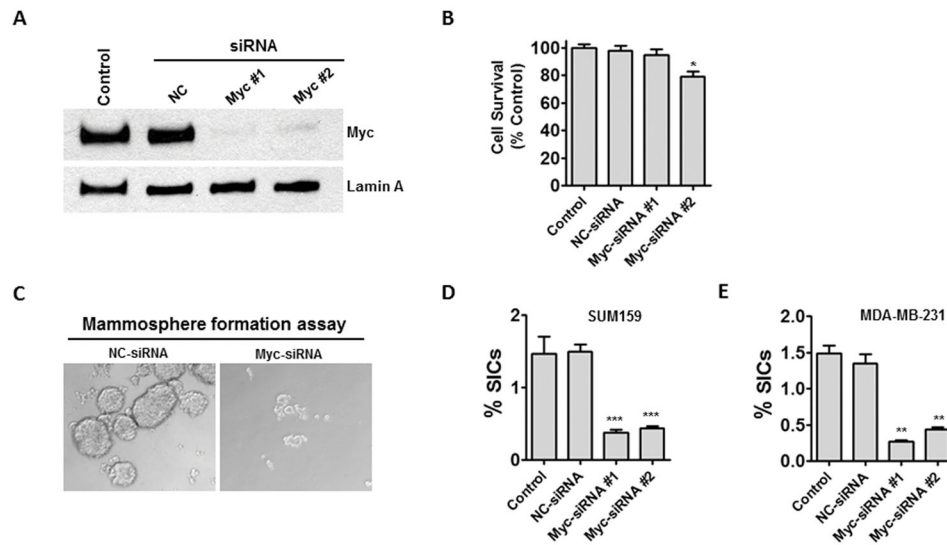 A
siRNA
Control
NC
Myc #1
Myc #2
Myc
Lamin A
B
Cell Survival
(% Control)
100
80
60
40
20
0
*
Control
NC-siRNA
Myc-siRNA #1
Myc-siRNA #2
C
Mammosphere formation assay
NC-siRNA
Myc-siRNA
D
SUM159
% SICs
2
1
0
***
***
Control
NC-siRNA
Myc-siRNA #1
Myc-siRNA #2
E
MDA-MB-231
% SICs
2.0
1.5
1.0
0.5
0.0
**
**
Control
NC-siRNA
Myc-siRNA #1
Myc-siRNA #2